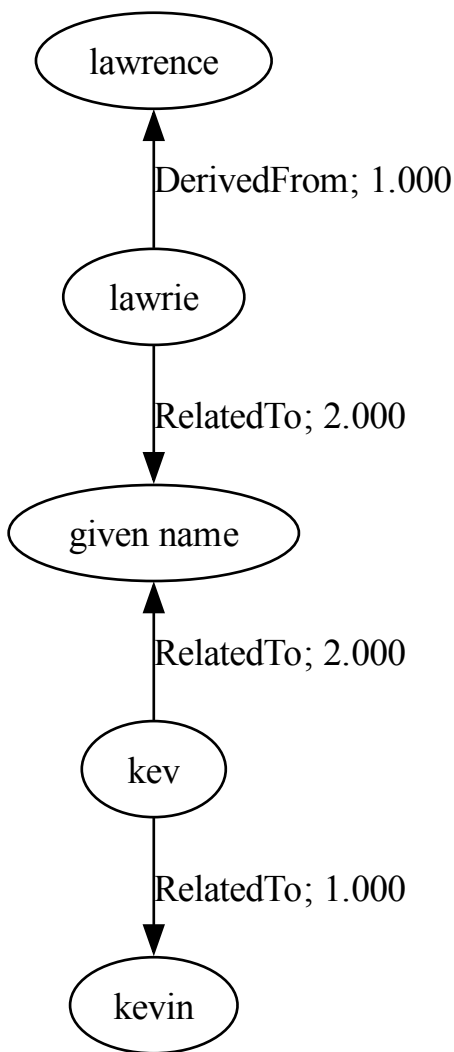 lawrence
DerivedFrom; 1.000
lawrie
RelatedTo; 2.000
given name
RelatedTo; 2.000
kev
RelatedTo; 1.000
kevin